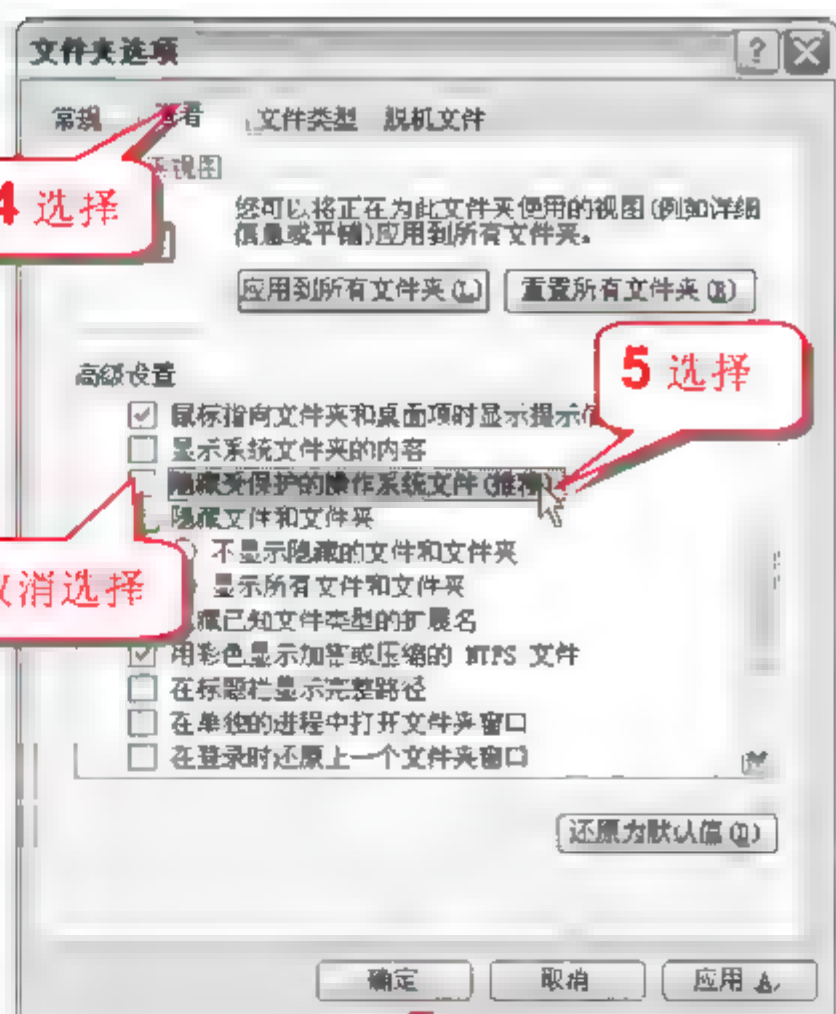 文件夹选项
常规 查看 文件类型 脱机文件
视图
4 选择
您可以将正在为此文件夹使用的视图(例如详细
信息或平铺)应用到所有文件夹。
应用到所有文件夹(L) 重置所有文件夹(R)
5 选择
高级设置
鼠标指向文件夹和桌面项时显示提示信
显示系统文件夹的内容
隐藏受保护的操作系统文件(推荐)
隐藏文件和文件夹
不显示隐藏的文件和文件夹
显示所有文件和文件夹
消选择
藏已知文件类型的扩展名
用彩色显示加密或压缩的 NTFS 文件
在标题栏显示完整路径
在单独的进程中打开文件夹窗口
在登录时还原上一个文件夹窗口
还原为默认值(D)
确定 取消 应用 A